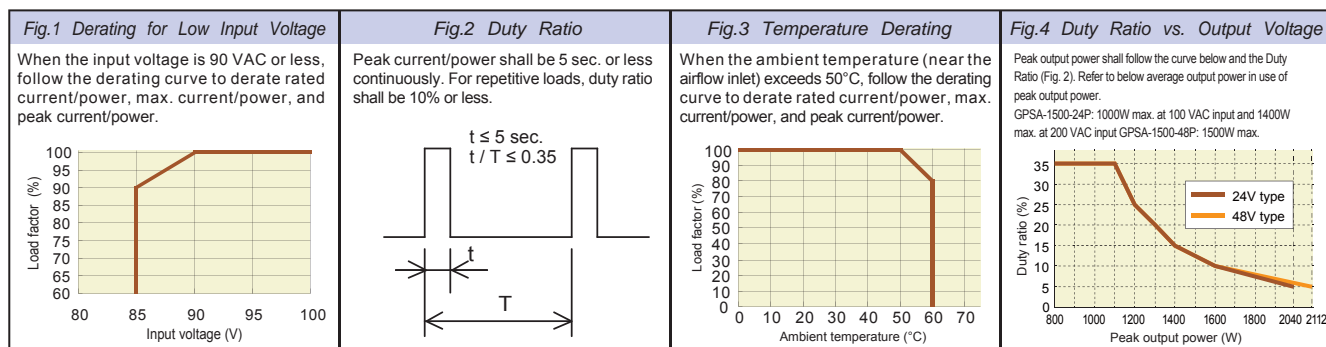 Fig.1 Derating for Low Input Voltage
When the input voltage is 90 VAC or less,
follow the derating curve to derate rated
current/power, max. current/power, and
peak current/power.
100
95
90
85
80
75
70
65
60
Load factor (%)
80 85 90 95 100
Input voltage (V)
Fig.2 Duty Ratio
Peak current/power shall be 5 sec. or less
continuously. For repetitive loads, duty ratio
shall be 10% or less.
t ≤ 5 sec.
t / T ≤ 0.35
t
T
Fig.3 Temperature Derating
When the ambient temperature (near the
airflow inlet) exceeds 50°C, follow the derating
curve to derate rated current/power, max.
current/power, and peak current/power.
100
90
80
70
60
50
40
30
20
10
0
Load factor (%)
0 10 20 30 40 50 60 70
Ambient temperature (°C)
Fig.4 Duty Ratio vs. Output Voltage
Peak output power shall follow the curve below and the Duty
Ratio (Fig. 2). Refer to below average output power in use of
peak output power.
GPSA-1500-24P: 1000W max. at 100 VAC input and 1400W
max. at 200 VAC input GPSA-1500-48P: 1500W max.
35
30
25
20
15
10
5
0
Duty ratio (%)
24V type
48V type
800 1000 1200 1400 1600 1800 2040 2112
Peak output power (W)